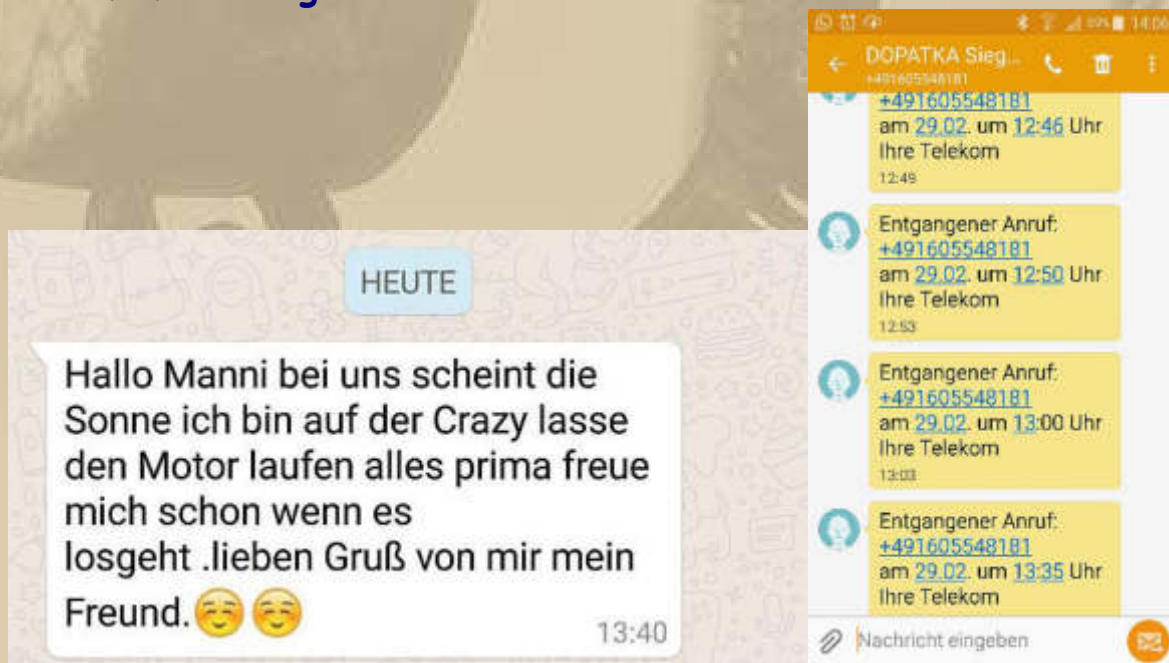 HEUTE
Hallo Manni bei uns scheint die
Sonne ich bin auf der Crazy lasse
den Motor laufen alles prima freue
mich schon wenn es
losgeht .lieben Gruß von mir mein
Freund.☺️☺️
13:40
14:06
DOPATKA Sieg...
+491605548181
+491605548181
am 29.02. um 12:46 Uhr
Ihre Telekom
12:49
Entgangener Anruf:
+491605548181
am 29.02. um 12:50 Uhr
Ihre Telekom
12:53
Entgangener Anruf:
+491605548181
am 29.02. um 13:00 Uhr
Ihre Telekom
13:03
Entgangener Anruf:
+491605548181
am 29.02. um 13:35 Uhr
Ihre Telekom
Nachricht eingeben